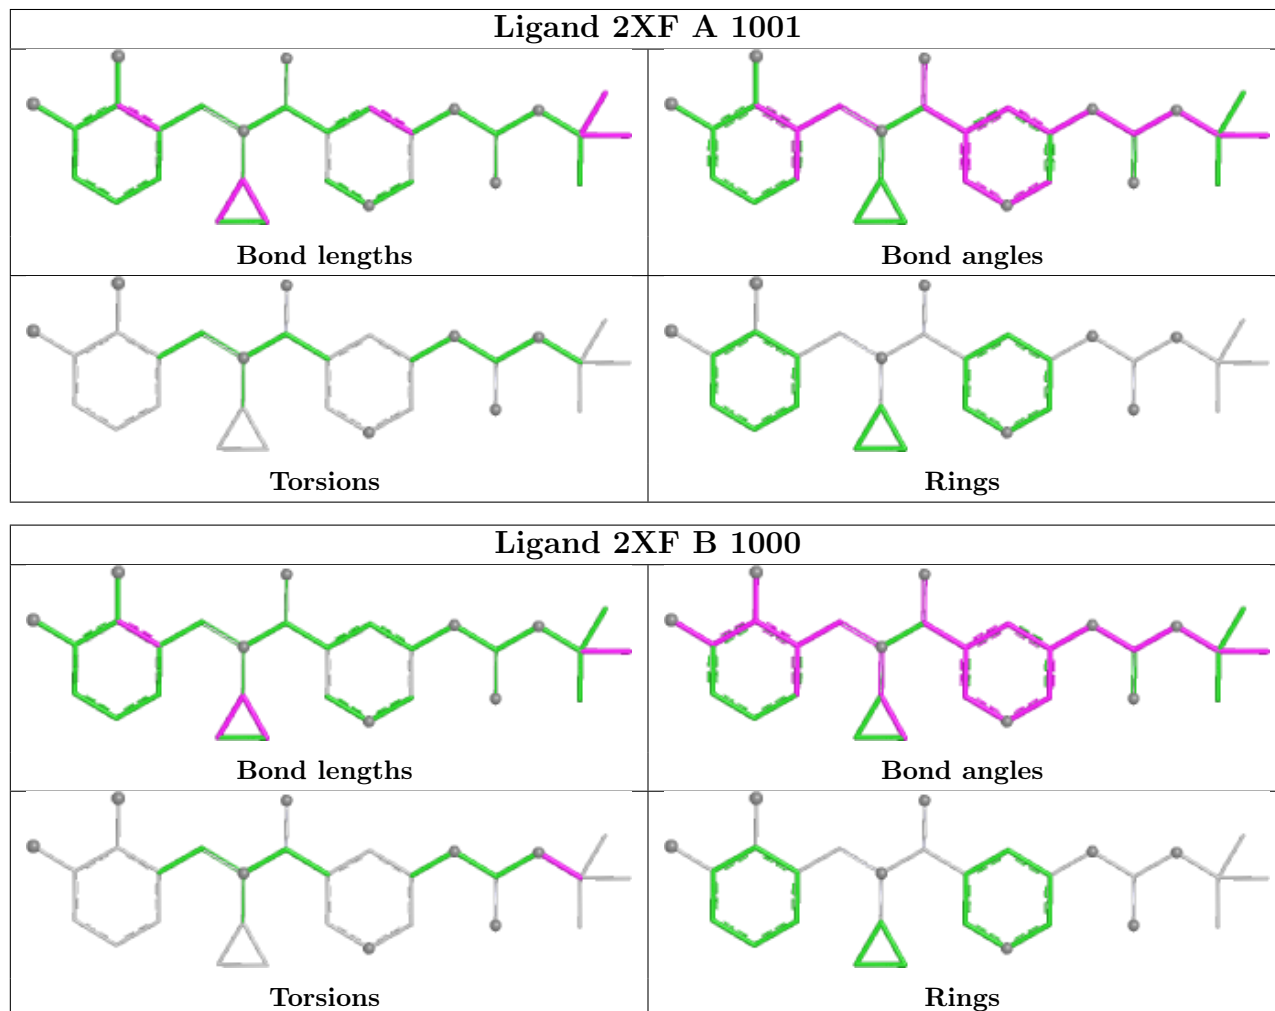 Ligand 2XF A 1001
Bond lengths
Bond angles
Torsions
Rings
Ligand 2XF B 1000
Bond lengths
Bond angles
Torsions
Rings